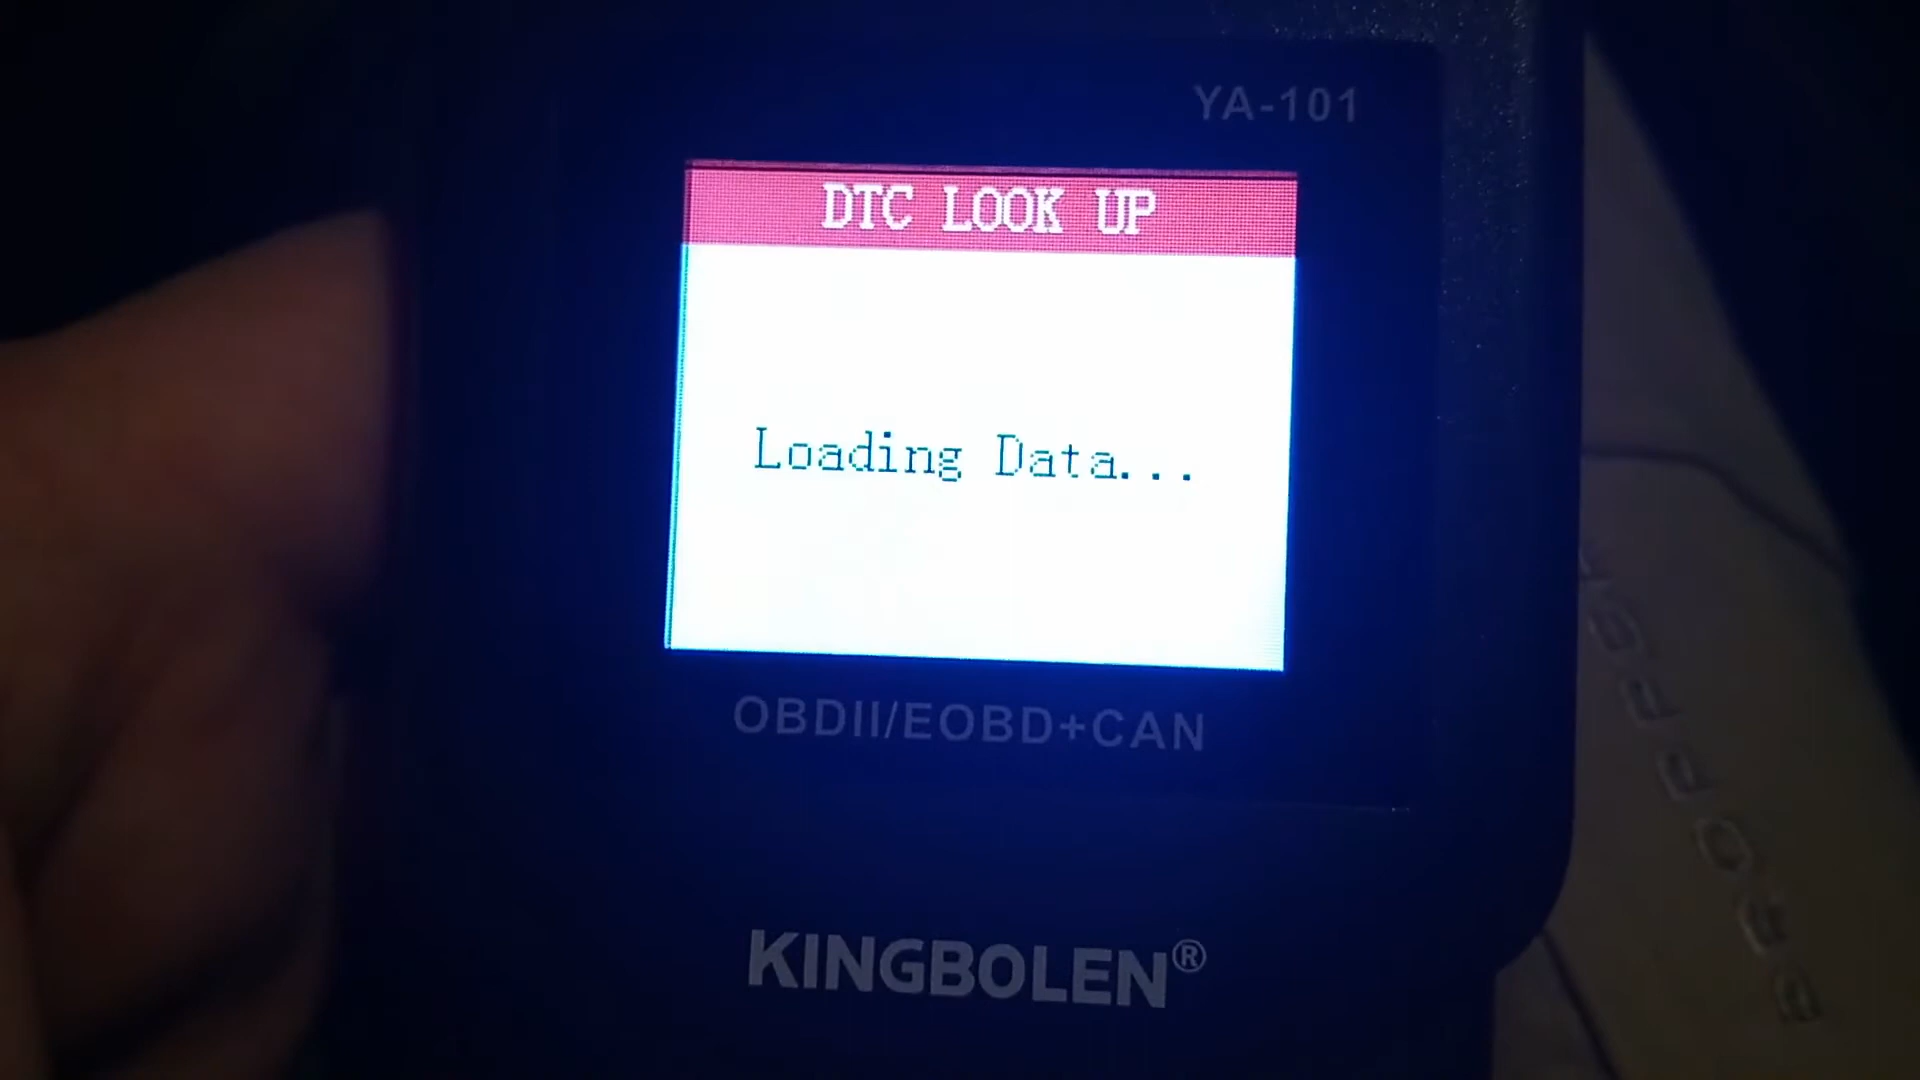 YA-101
DTC LOOK UP
Loading Data...
OBDII/EOBD+CAN
KINGBOLEN®